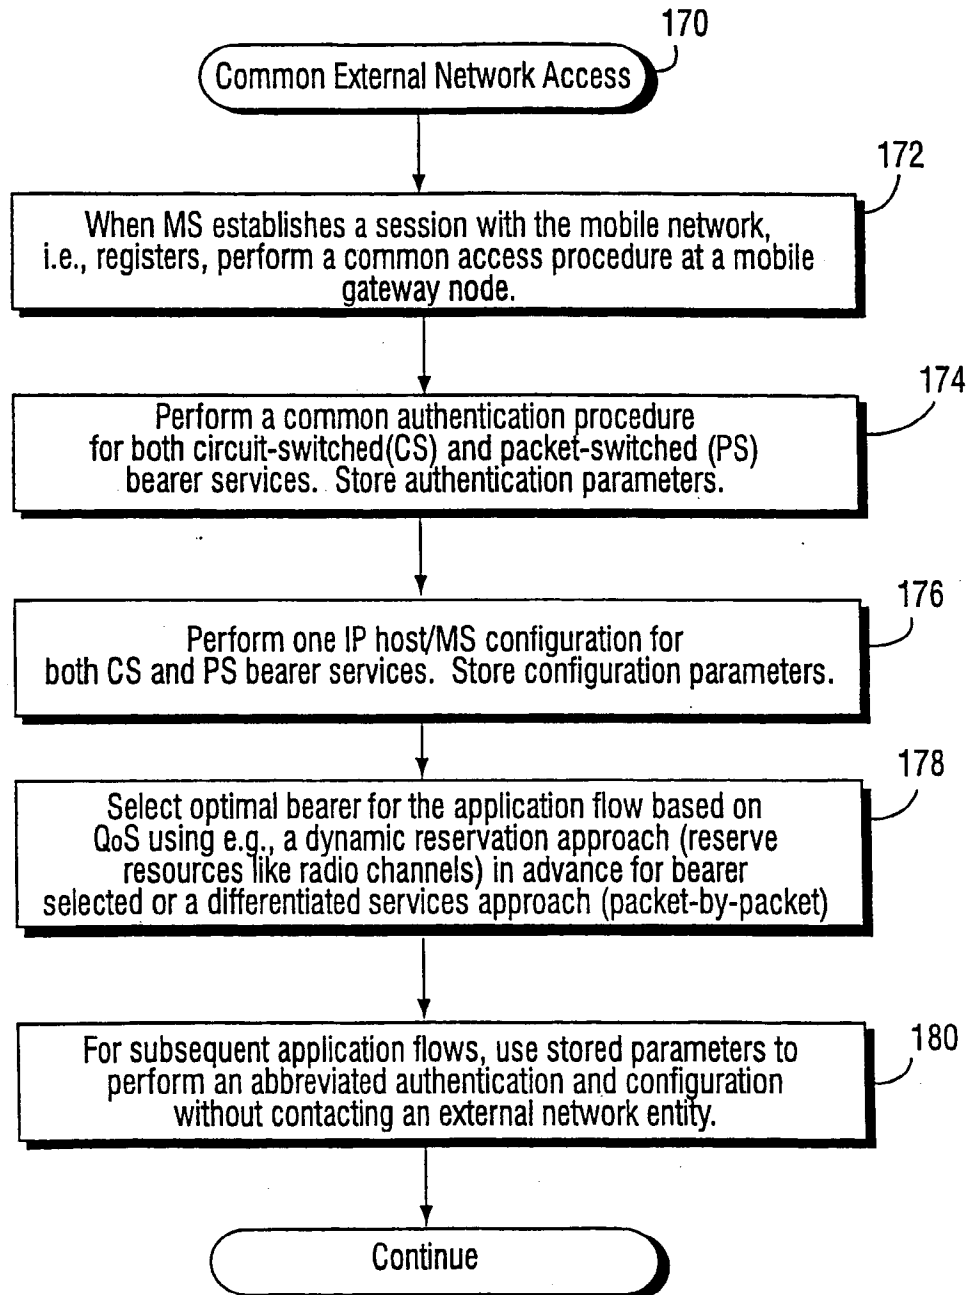 170
Common External Network Access
172
When MS establishes a session with the mobile network,
i.e., registers, perform a common access procedure at a mobile
gateway node.
174
Perform a common authentication procedure
for both circuit-switched(CS) and packet-switched (PS)
bearer services. Store authentication parameters.
176
Perform one IP host/MS configuration for
both CS and PS bearer services. Store configuration parameters.
178
Select optimal bearer for the application flow based on
QoS using e.g., a dynamic reservation approach (reserve
resources like radio channels) in advance for bearer
selected or a differentiated services approach (packet-by-packet)
180
For subsequent application flows, use stored parameters to
perform an abbreviated authentication and configuration
without contacting an external network entity.
Continue